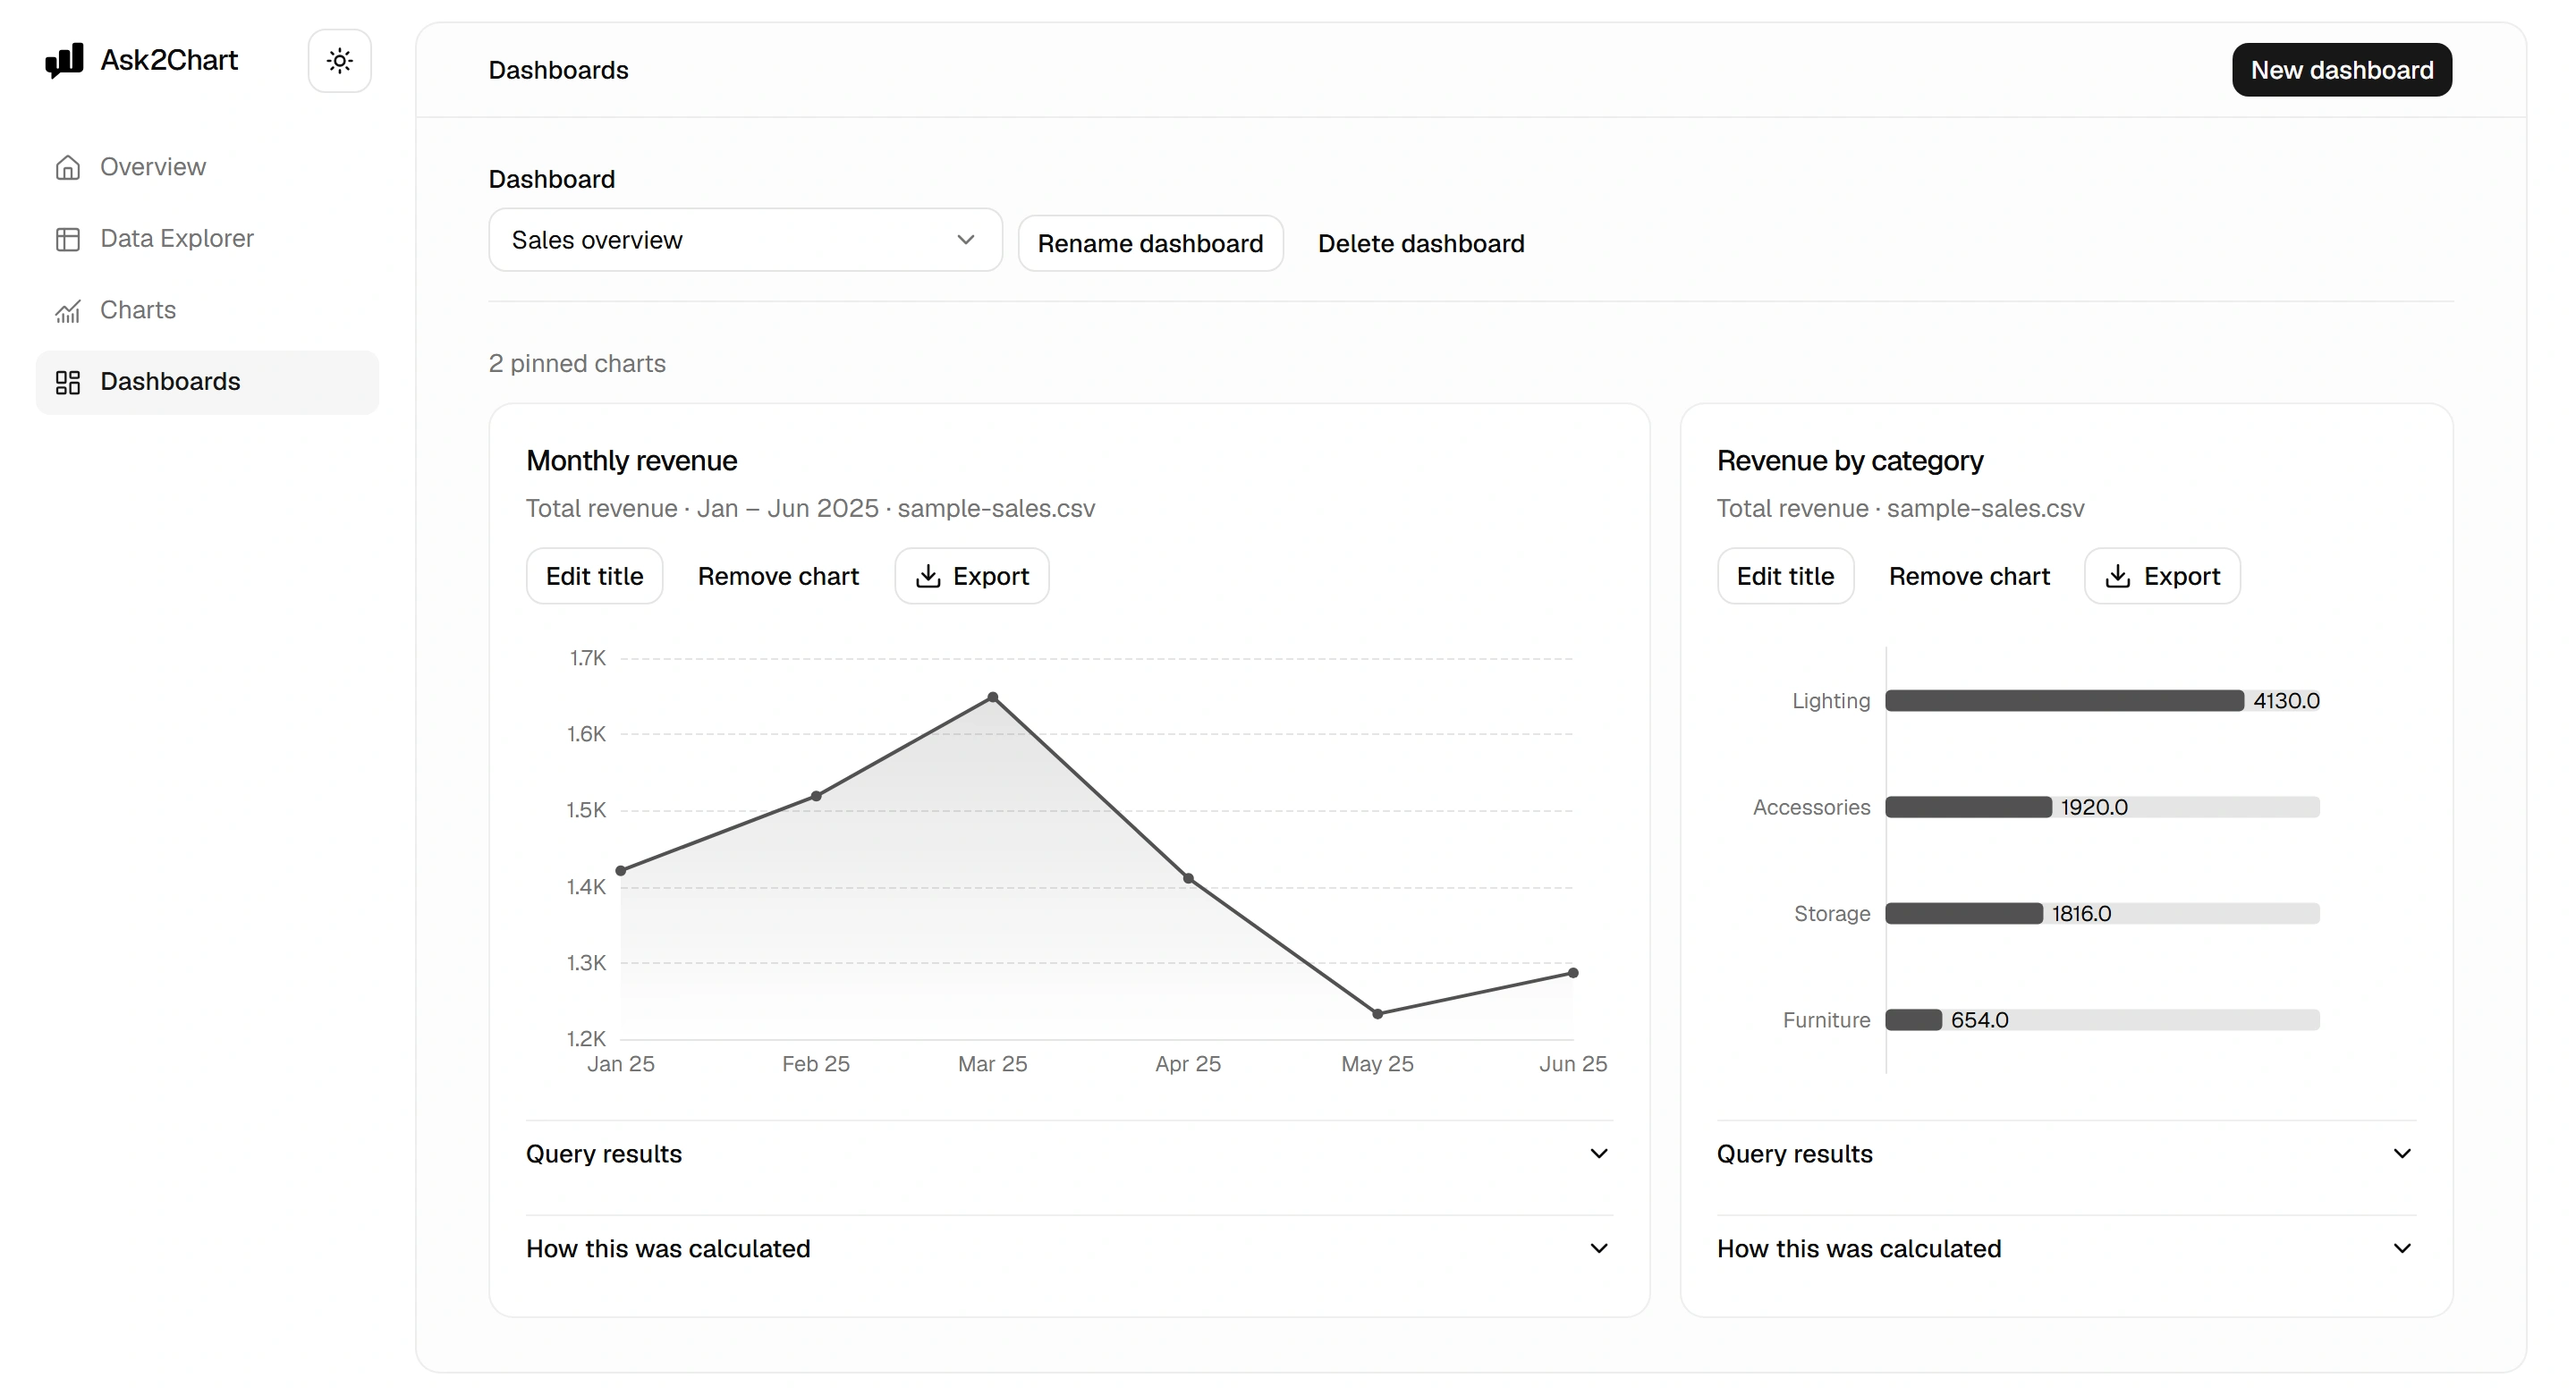 Ask2Chart
Overview
Data Explorer
Charts
Dashboards
Dashboards
New dashboard
Dashboard
Sales overview
Rename dashboard
Delete dashboard
2 pinned charts
Monthly revenue
Total revenue · Jan – Jun 2025 · sample-sales.csv
Edit title
Remove chart
Export
1.7K
1.6K
1.5K
1.4K
1.3K
1.2K
Jan 25
Feb 25
Mar 25
Apr 25
May 25
Jun 25
Query results
How this was calculated
Revenue by category
Total revenue · sample-sales.csv
Edit title
Remove chart
Export
Lighting 4130.0
Accessories 1920.0
Storage 1816.0
Furniture 654.0
Query results
How this was calculated